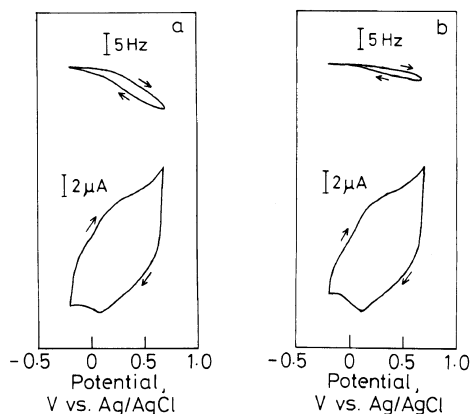 a
5 Hz
2 μA
-0.5 0 0.5 1.0
Potential,
V vs. Ag/AgCl
b
5 Hz
2 μA
-0.5 0 0.5 1.0
Potential,
V vs. Ag/AgCl